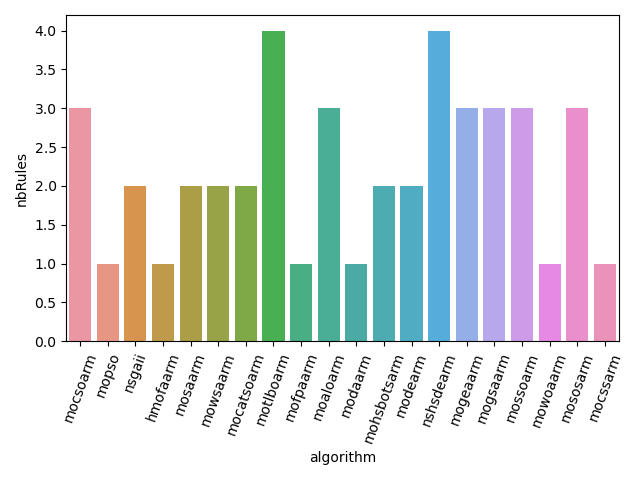 4.0
3.5
3.0
2.5
2.0
1.5
1.0
0.5
0.0
nbRules
mocsoarm
mopso
nsgaii
hmofaarm
mosaarm
mowsaarm
mocatsoarm
motlboarm
mofpaarm
moaloarm
modaarm
mohsbotsarm
modearm
nshsdearm
mogeaarm
mogsaarm
mossoarm
mowoaarm
mososarm
mocssarm
algorithm